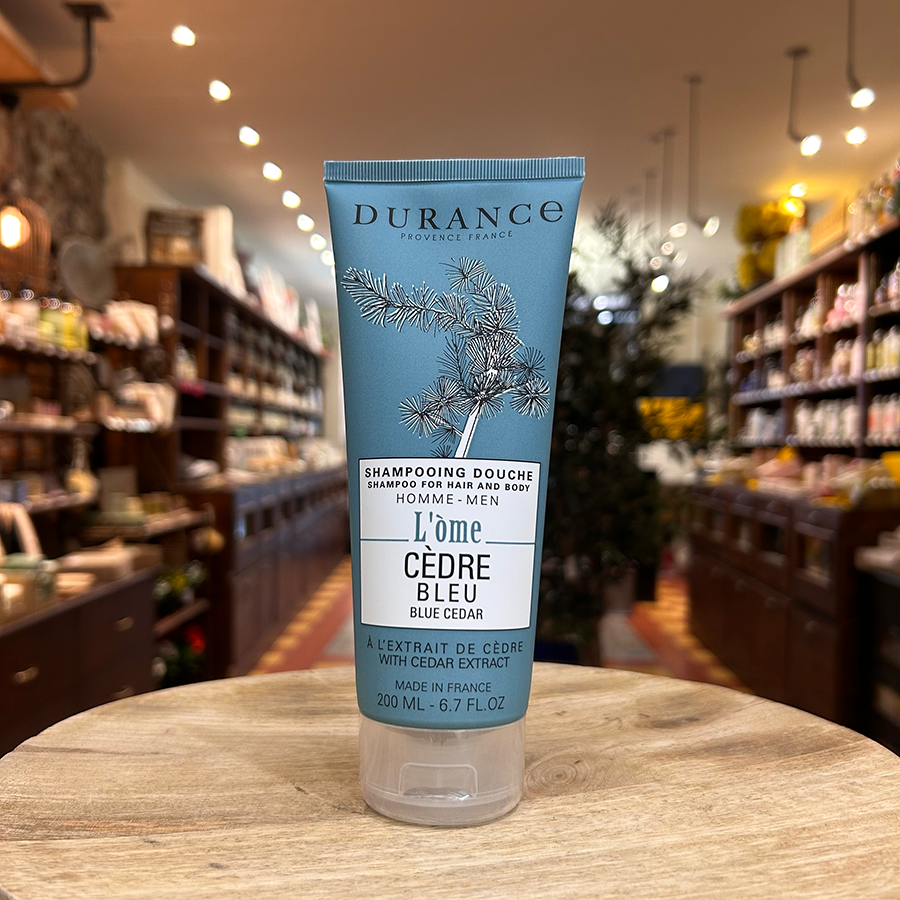 DURANCe
PROVENCE FRANCE
SHAMPOOING DOUCHE
SHAMPOO FOR HAIR AND BODY
HOMME - MEN
L'òme
CÈDRE
BLEU
BLUE CEDAR
À L'EXTRAIT DE CÈDRE
WITH CEDAR EXTRACT
MADE IN FRANCE
200 ML - 6.7 FL.OZ